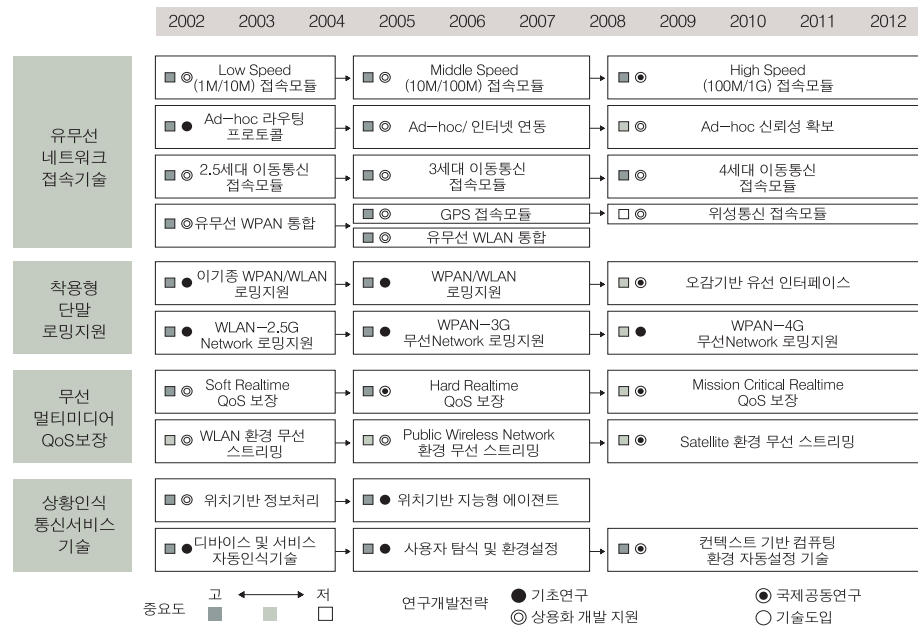 2002 2003 2004 2005 2006 2007 2008 2009 2010 2011 2012
유무선
네트워크
접속기술
Low Speed
(1M/10M) 접속모듈
Middle Speed
(10M/100M) 접속모듈
High Speed
(100M/1G) 접속모듈
Ad-hoc 라우팅
프로토콜
Ad-hoc/ 인터넷 연동
Ad-hoc 신뢰성 확보
2.5세대 이동통신
접속모듈
3세대 이동통신
접속모듈
4세대 이동통신
접속모듈
유무선 WPAN 통합
GPS 접속모듈
위성통신 접속모듈
유무선 WLAN 통합
착용형
단말
로밍지원
이기종 WPAN/WLAN
로밍지원
WPAN/WLAN
로밍지원
오감기반 유선 인터페이스
WLAN-2.5G
Network 로밍지원
WPAN-3G
무선Network 로밍지원
WPAN-4G
무선Network 로밍지원
무선
멀티미디어
QoS보장
Soft Realtime
QoS 보장
Hard Realtime
QoS 보장
Mission Critical Realtime
QoS 보장
WLAN 환경 무선
스트리밍
Public Wireless Network
환경 무선 스트리밍
Satellite 환경 무선 스트리밍
상황인식
통신서비스
기술
위치기반 정보처리
위치기반 지능형 에이젼트
디바이스 및 서비스
자동인식기술
사용자 탐식 및 환경설정
컨텍스트 기반 컴퓨팅
환경 자동설정 기술
중요도
고 저
연구개발전략
기초연구
상용화 개발 지원
국제공동연구
기술도입